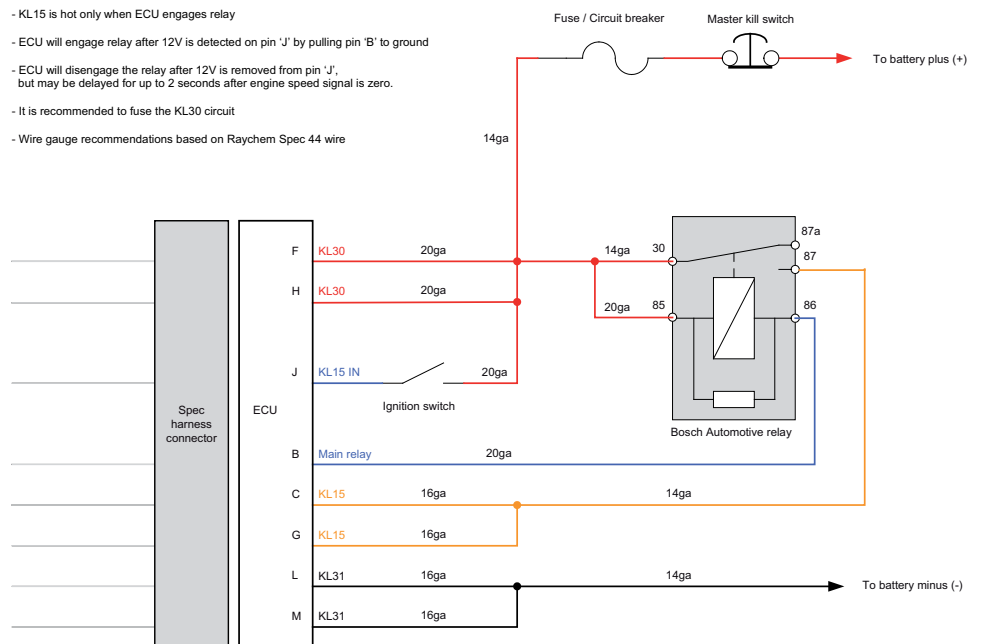 - KL15 is hot only when ECU engages relay
- ECU will engage relay after 12V is detected on pin ‘J’ by pulling pin ‘B’ to ground
- ECU will disengage the relay after 12V is removed from pin ‘J’,
but may be delayed for up to 2 seconds after engine speed signal is zero.
- It is recommended to fuse the KL30 circuit
- Wire gauge recommendations based on Raychem Spec 44 wire
Fuse / Circuit breaker
Master kill switch
To battery plus (+)
14ga
F
KL30
20ga
14ga
30
87a
87
H
KL30
20ga
20ga
85
86
J
KL15 IN
20ga
Ignition switch
Spec
harness
connector
ECU
Bosch Automotive relay
B
Main relay
20ga
C
KL15
16ga
14ga
G
KL15
16ga
L
KL31
16ga
14ga
To battery minus (-)
M
KL31
16ga